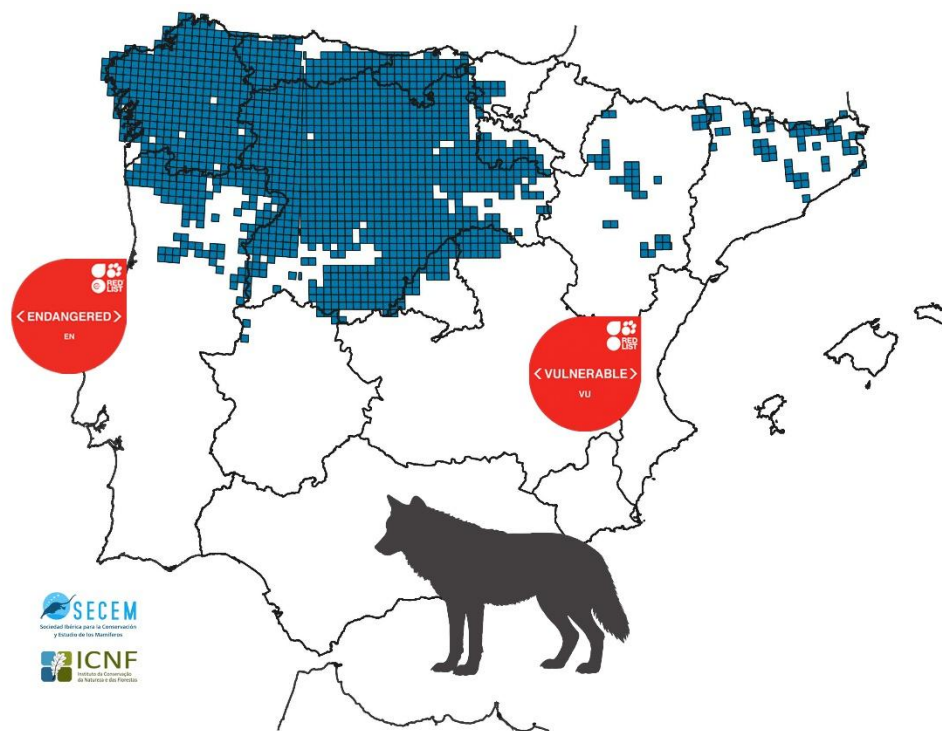 RED
LIST
< ENDANGERED >
EN
RED
LIST
< VULNERABLE >
VU
SECEM
Sociedad Ibérica para la Conservación
y Estudio de los Mamíferos
ICNF
Instituto da Conservação
da Natureza e das Florestas